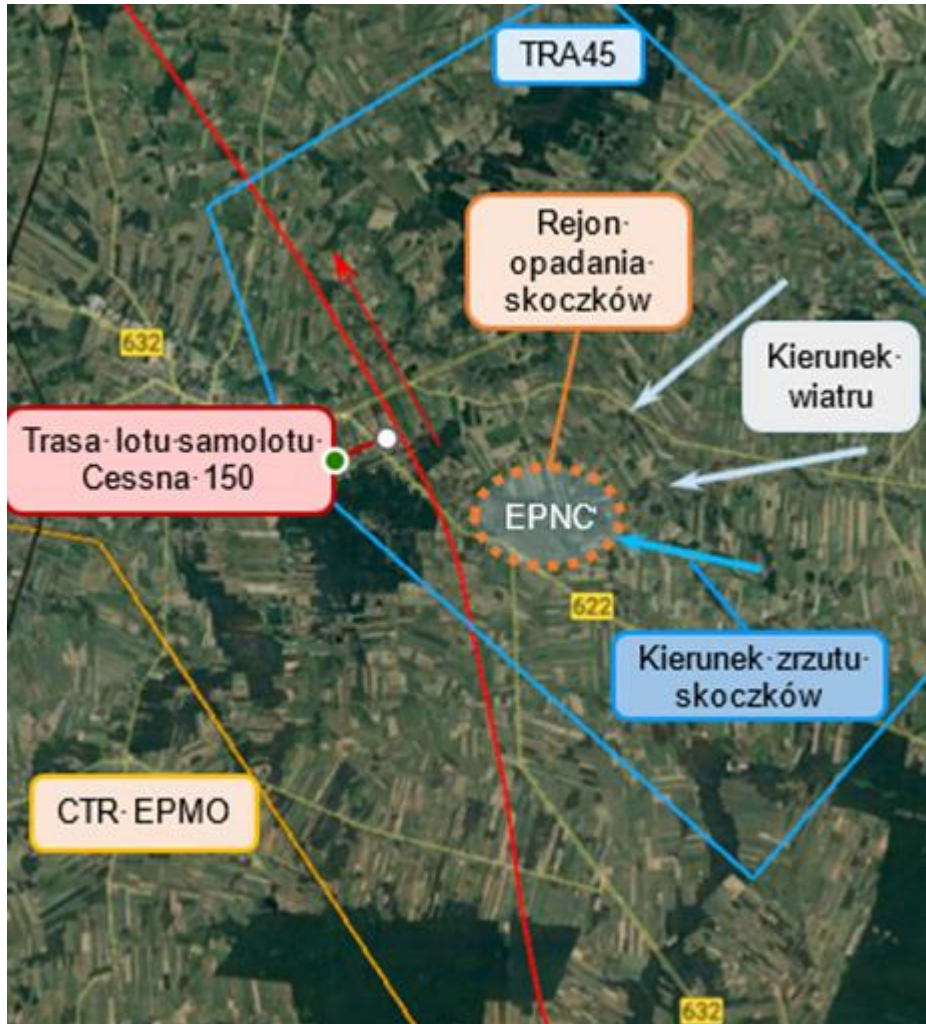 TRA45
Rejon·
opadania·
skoczków
632
Kierunek·
wiatru
Trasa·lotu·samolotu·
Cessna·150
EPNC
622
Kierunek·zrzutu·
skoczków
CTR·EPMO
632